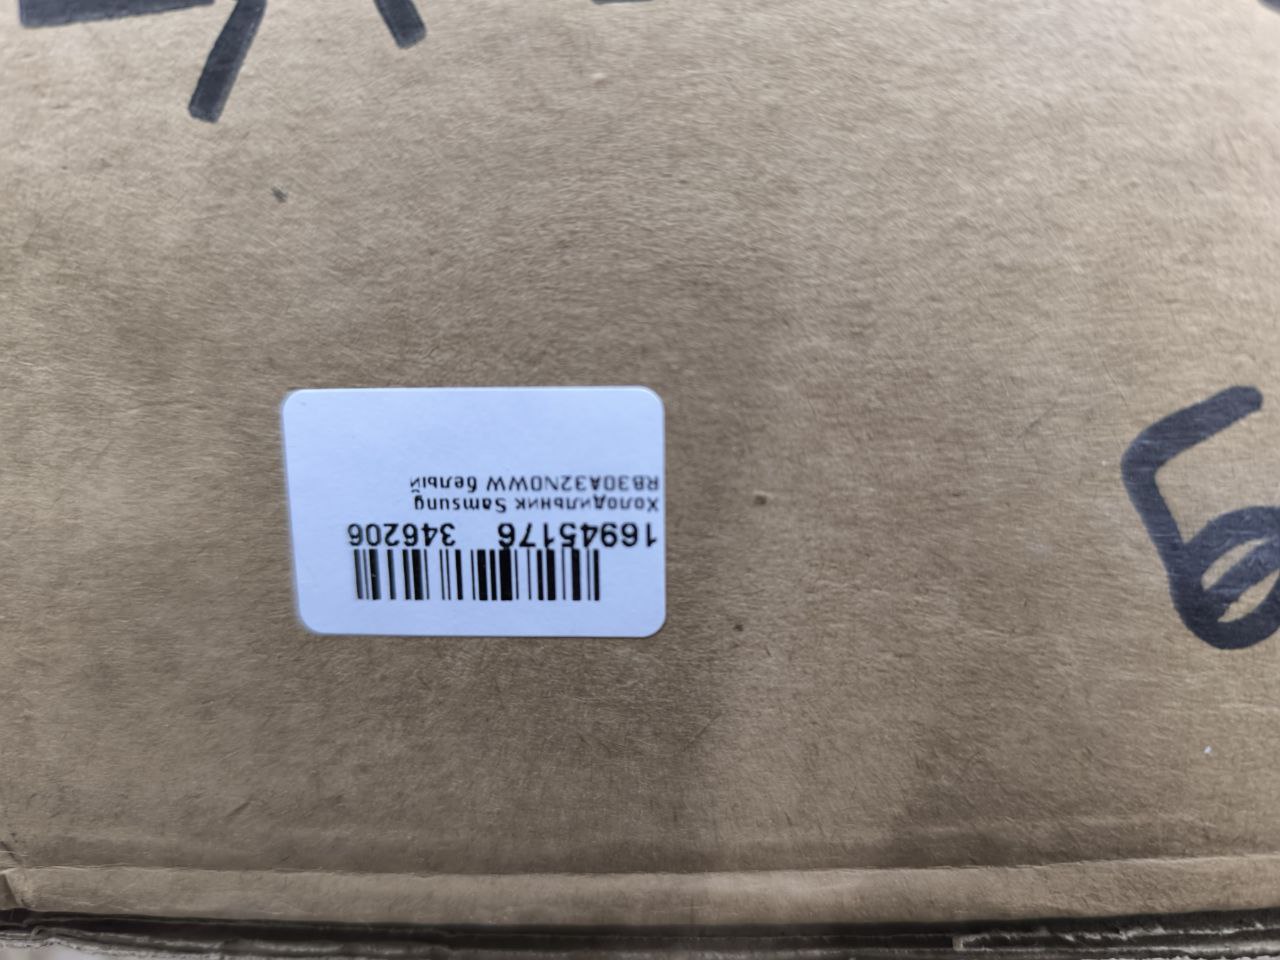 16945176 346206
Холодильник Samsung
RB30A32N0WW белый